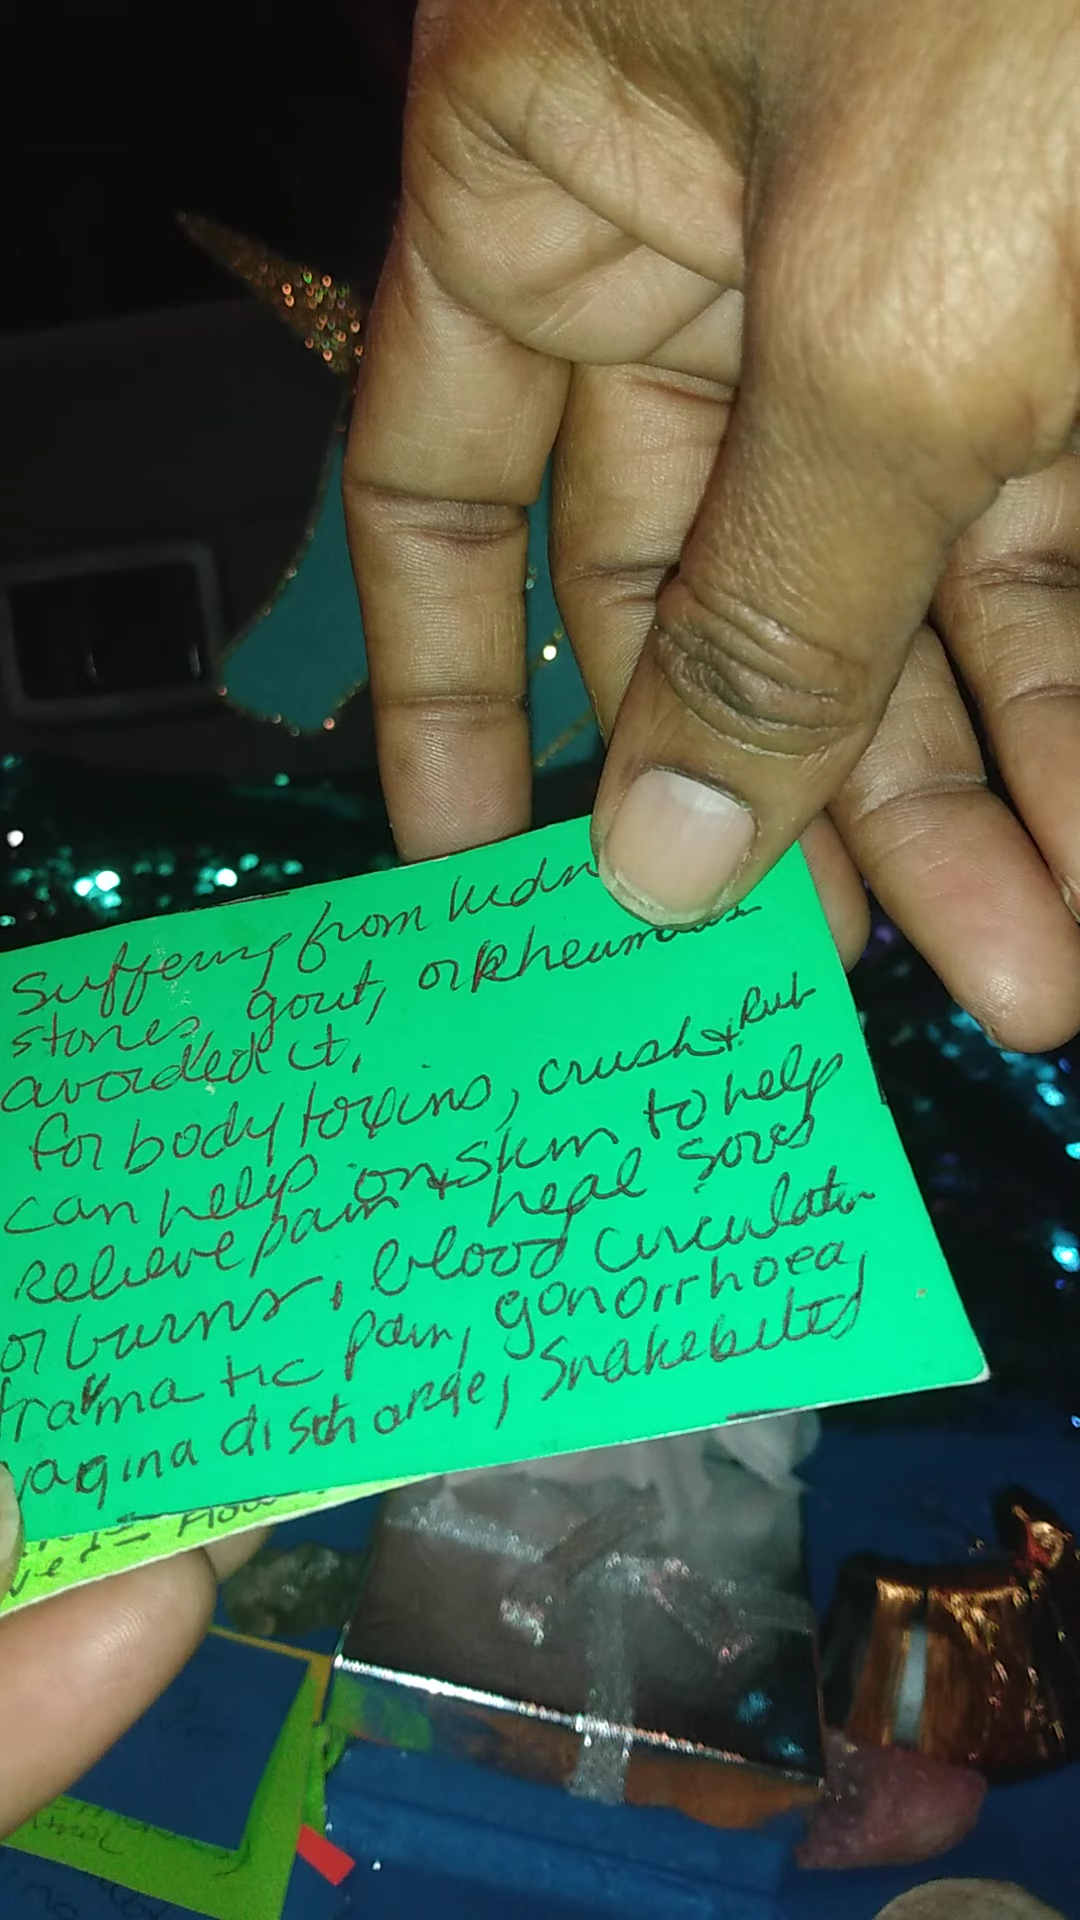 Suffering from kidn
stones, gout, or Rheuma
avoided it.
for body toxins, crush & Rub
can help on skin to help
relieve pain + heal sores
or burns, blood circulation
traumatic pain, gonorrhoea,
vagina discharge, snakebites